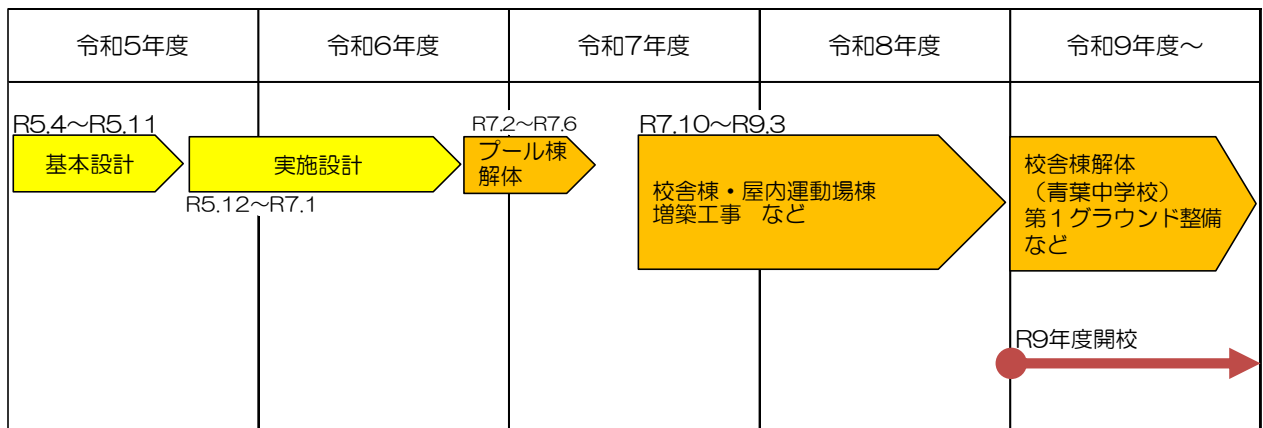 令和5年度
令和6年度
令和7年度
令和8年度
令和9年度～
R5.4～R5.11
基本設計
実施設計
R5.12～R7.1
R7.2～R7.6
プール棟
解体
R7.10～R9.3
校舎棟・屋内運動場棟
増築工事　など
校舎棟解体
（青葉中学校）
第１グラウンド整備
など
R9年度開校